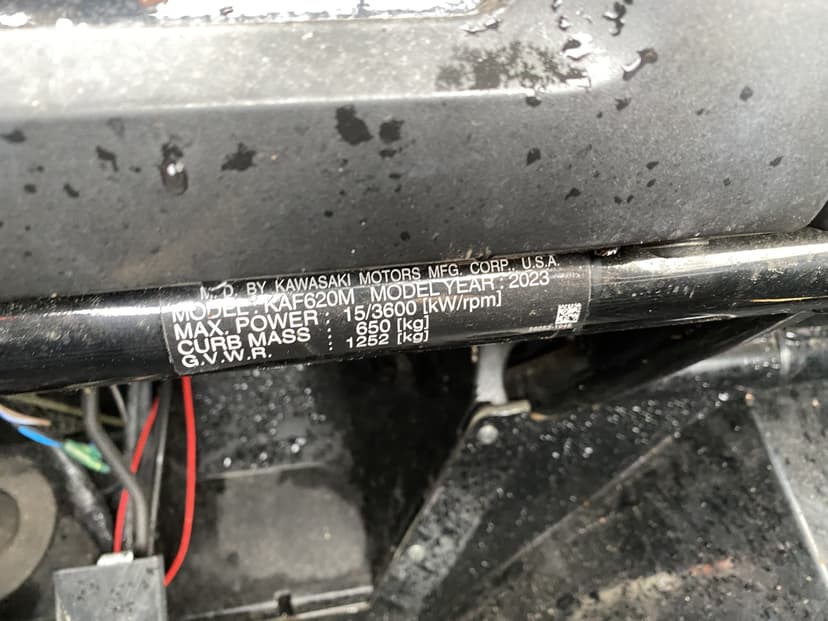 M'D. BY KAWASAKI MOTORS MFG. CORP., U.S.A.
MODEL : KAF620M MODEL YEAR : 2023
MAX. POWER : 15/3600 [kW/rpm]
CURB MASS : 650 [kg]
G.V.W.R. : 1252 [kg]